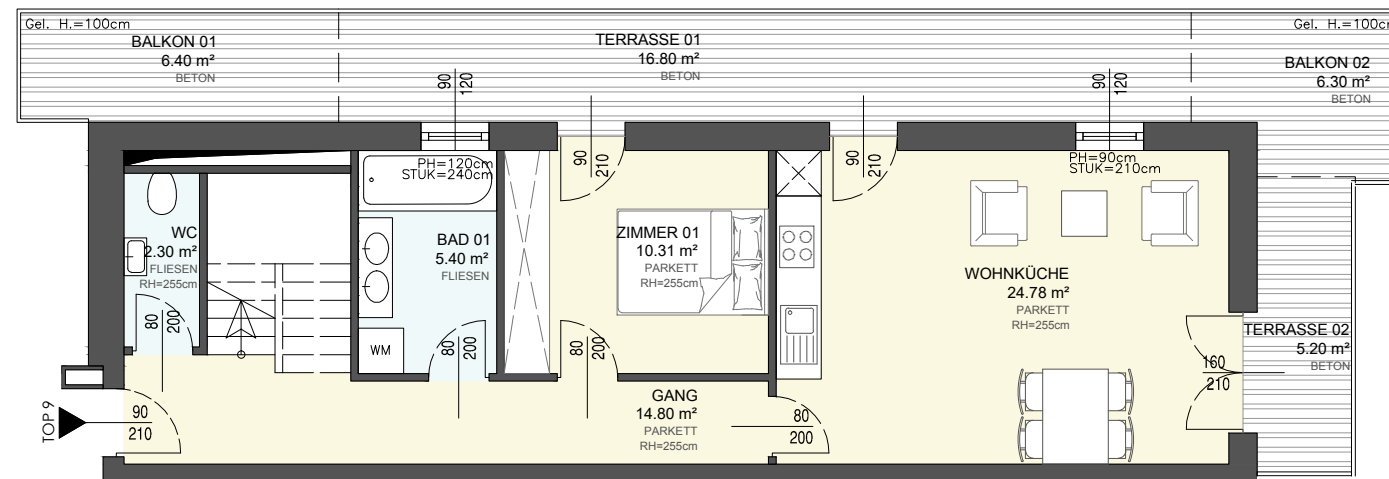 Gel. H.=100cm
BALKON 01
6.40 m²
BETON
TERRASSE 01
16.80 m²
BETON
Gel. H.=100cm
BALKON 02
6.30 m²
BETON
90
120
90
120
90
210
90
210
PH=120cm
STUK=240cm
PH=90cm
STUK=210cm
WC
2.30 m²
FLIESEN
RH=255cm
80
200
BAD 01
5.40 m²
FLIESEN
WM
80
200
ZIMMER 01
10.31 m²
PARKETT
RH=255cm
80
200
WOHNKÜCHE
24.78 m²
PARKETT
RH=255cm
TERRASSE 02
5.20 m²
BETON
160
210
GANG
14.80 m²
PARKETT
RH=255cm
80
200
TOP 9
90
210